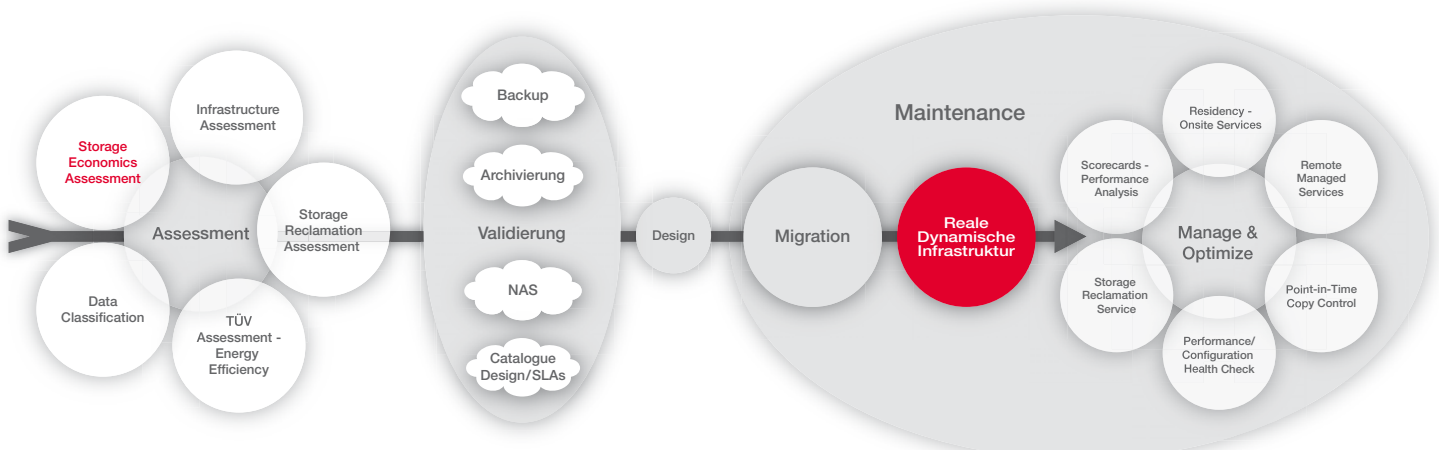 Storage
Economics
Assessment
Infrastructure
Assessment
Assessment
Storage
Reclamation
Assessment
Data
Classification
TÜV
Assessment -
Energy
Efficiency
Backup
Archivierung
Validierung
NAS
Catalogue
Design/SLAs
Design
Maintenance
Migration
Reale
Dynamische
Infrastruktur
Scorecards -
Performance
Analysis
Residency -
Onsite Services
Remote
Managed
Services
Manage &
Optimize
Storage
Reclamation
Service
Point-in-Time
Copy Control
Performance/
Configuration
Health Check